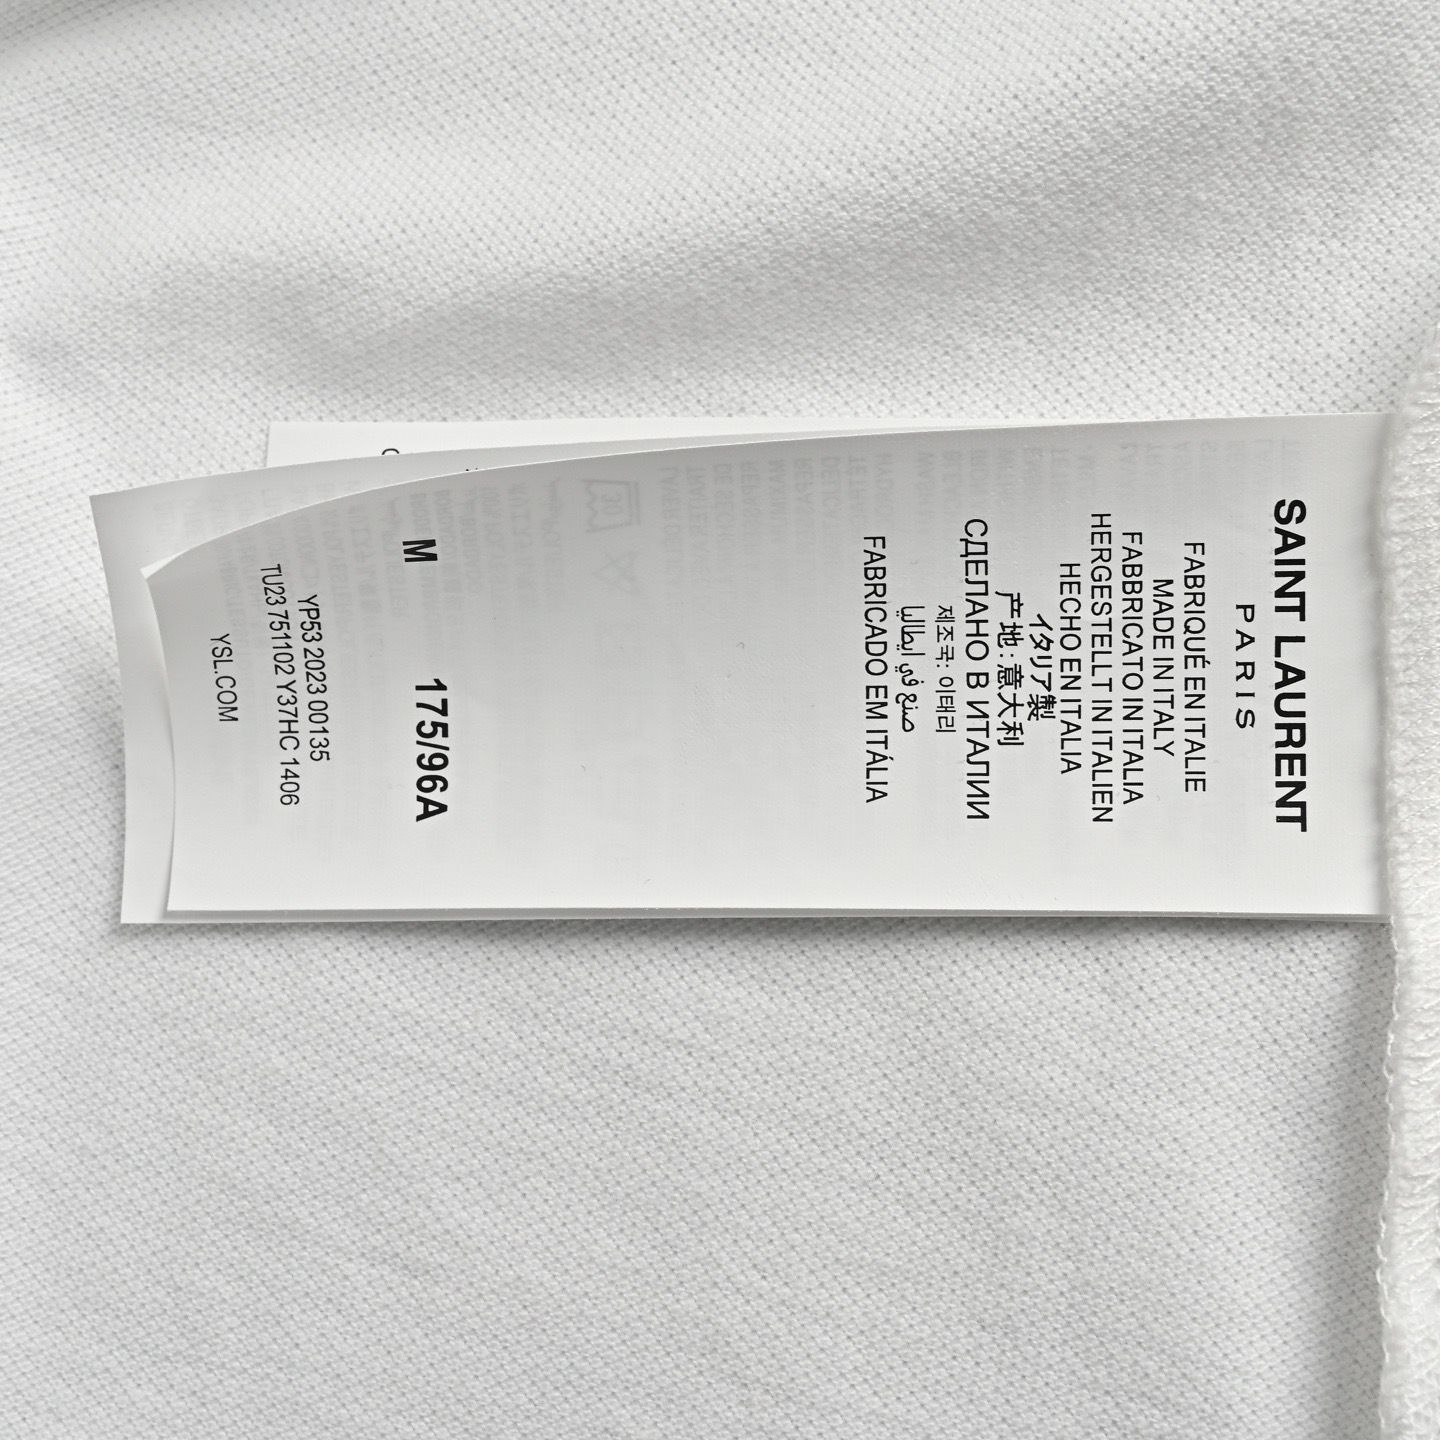 SAINT LAURENT
PARIS
FABRIQUÉ EN ITALIE
MADE IN ITALY
FABBRICATO IN ITALIA
HERGESTELLT IN ITALIEN
HECHO EN ITALIA
イタリア製
产地:意大利
СДЕЛАНО В ИТАЛИИ
제조국: 이태리
صنع في ايطاليا
FABRICADO EM ITÁLIA
M 175/96A
YP53 2023 00135
TU23 751102 Y37HC 1406
YSL.COM